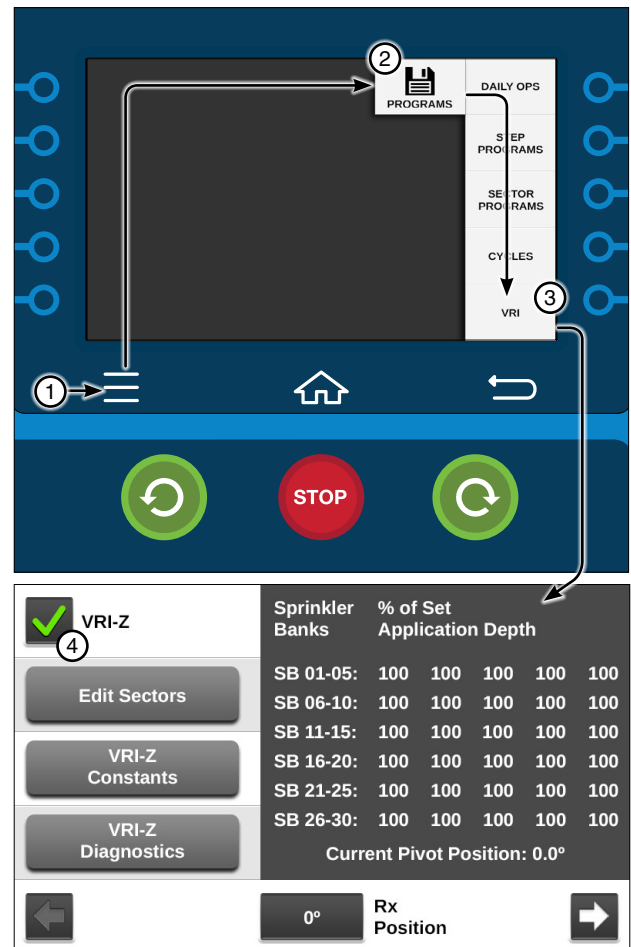 2
PROGRAMS
DAILY OPS
STEP
PROGRAMS
SECTOR
PROGRAMS
CYCLES
3
VRI
1
STOP
VRI-Z
4
Edit Sectors
VRI-Z
Constants
VRI-Z
Diagnostics
Sprinkler % of Set
Banks Application Depth
SB 01-05: 100 100 100 100 100
SB 06-10: 100 100 100 100 100
SB 11-15: 100 100 100 100 100
SB 16-20: 100 100 100 100 100
SB 21-25: 100 100 100 100 100
SB 26-30: 100 100 100 100 100
Current Pivot Position: 0.0º
0º
Rx
Position